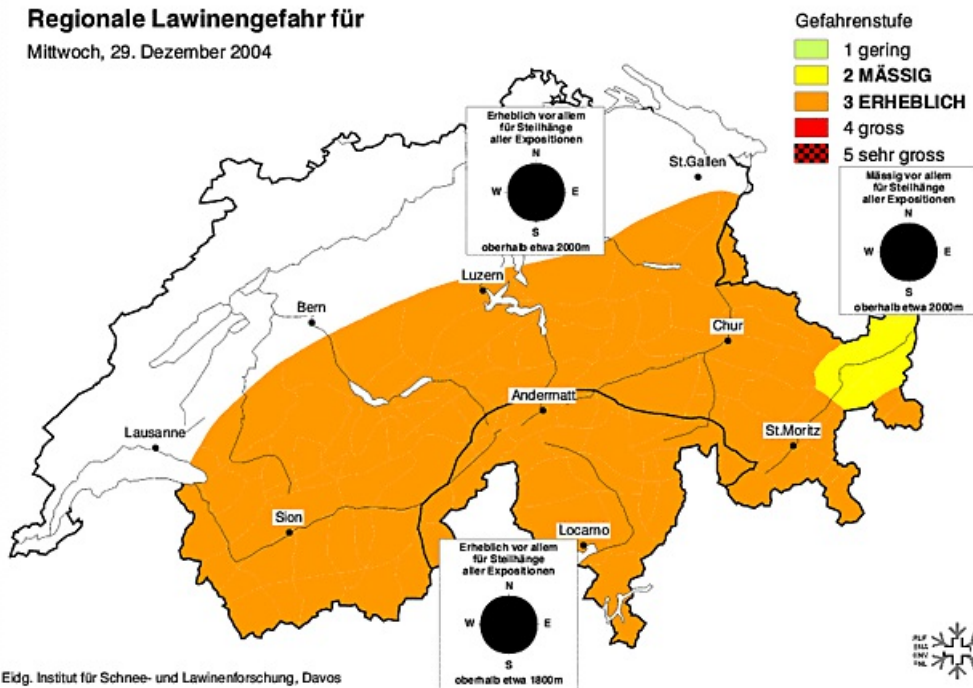 Regionale Lawinengefahr für
Mittwoch, 29. Dezember 2004
Gefahrenstufe
1 gering
2 MÄSSIG
3 ERHEBLICH
4 gross
5 sehr gross
Erheblich vor allem
für Steilhänge
aller Expositionen
N
W E
S
oberhalb etwa 2000m
St.Gallen
Mässig vor allem
für Steilhänge
aller Expositionen
N
W E
S
oberhalb etwa 2000m
Luzern
Bern
Chur
Andermatt
Lausanne
St.Moritz
Sion
Locarno
Erheblich vor allem
für Steilhänge
aller Expositionen
N
W E
S
oberhalb etwa 1800m
Eidg. Institut für Schnee- und Lawinenforschung, Davos